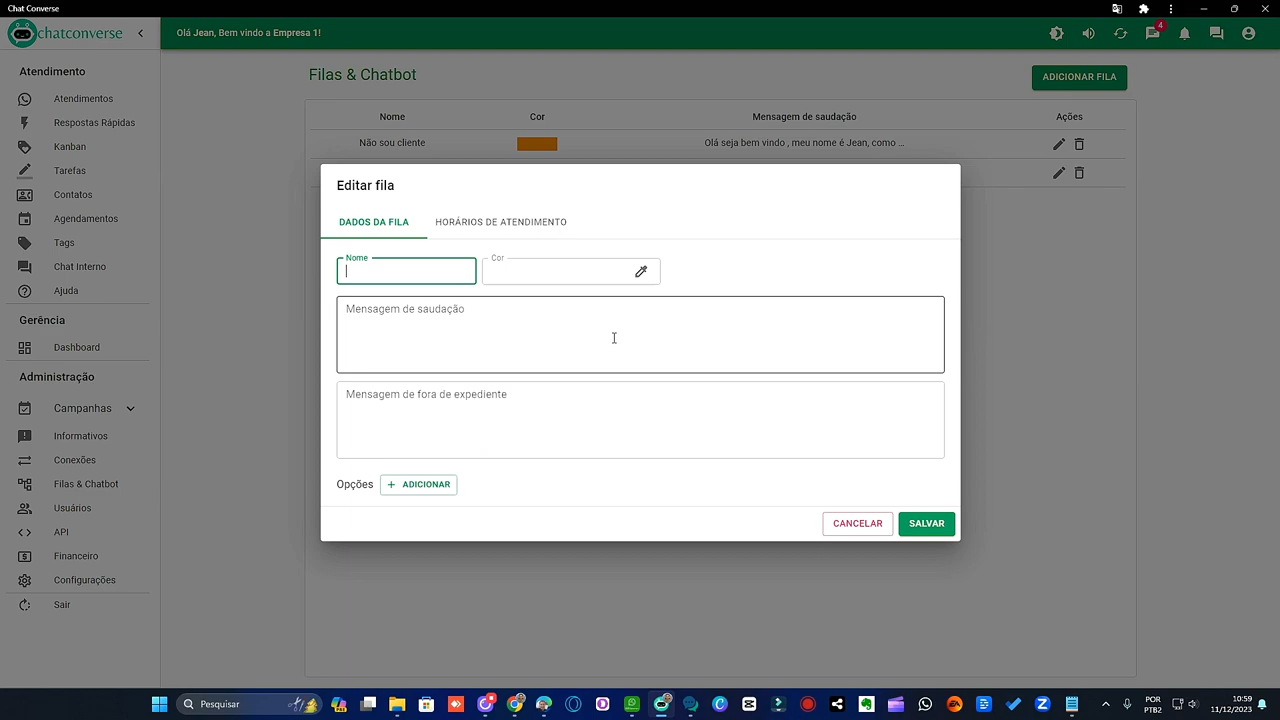 Chat Converse
chatconverse
Olá Jean, Bem vindo a Empresa 1!
4
Atendimento
Atendimentos
Respostas Rápidas
Kanban
Tarefas
Contatos
Agendamentos
Tags
Chat Interno
Ajuda
Gerência
Dashboard
Administração
Campanhas
Informativos
Conexões
Filas & Chatbot
Usuários
API
Financeiro
Configurações
Sair
Filas & Chatbot
ADICIONAR FILA
Nome Cor Mensagem de saudação Ações
Não sou cliente Olá seja bem vindo , meu nome é Jean, como ...
Editar fila
DADOS DA FILA HORÁRIOS DE ATENDIMENTO
Nome Cor
Mensagem de saudação
Mensagem de fora de expediente
Opções + ADICIONAR
CANCELAR SALVAR
Pesquisar
POR
PTB2
10:59
11/12/2023